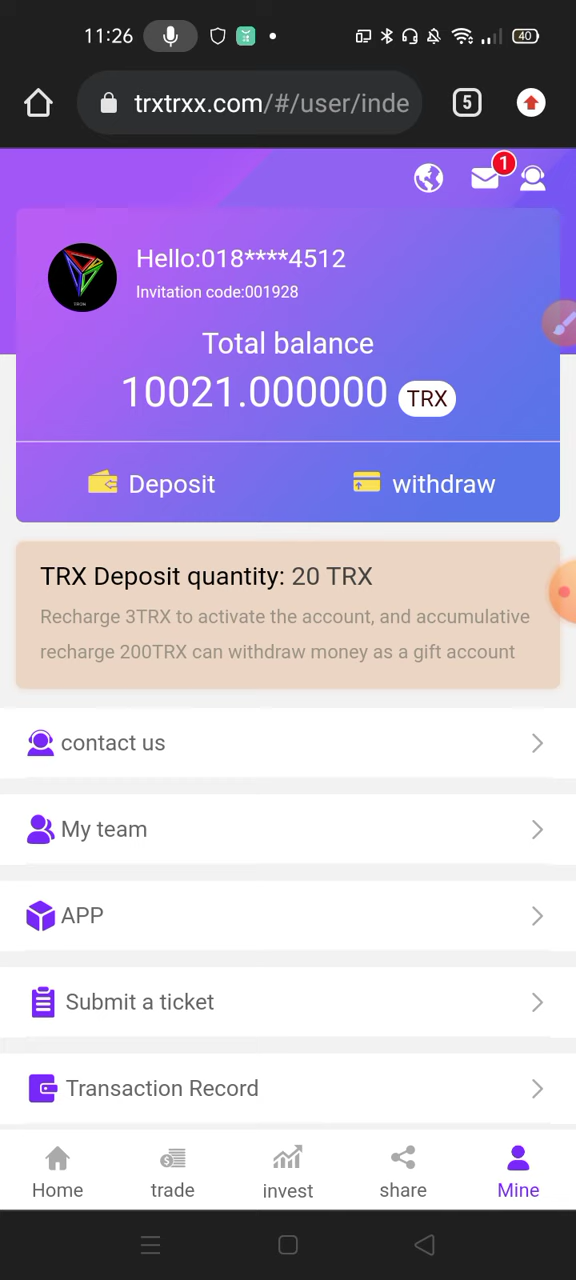 11:26
40
trxtrxx.com/#/user/inde
5
1
Hello:018****4512
Invitation code:001928
Total balance
10021.000000 TRX
Deposit
withdraw
TRX Deposit quantity: 20 TRX
Recharge 3TRX to activate the account, and accumulative
recharge 200TRX can withdraw money as a gift account
contact us
My team
APP
Submit a ticket
Transaction Record
Home
trade
invest
share
Mine